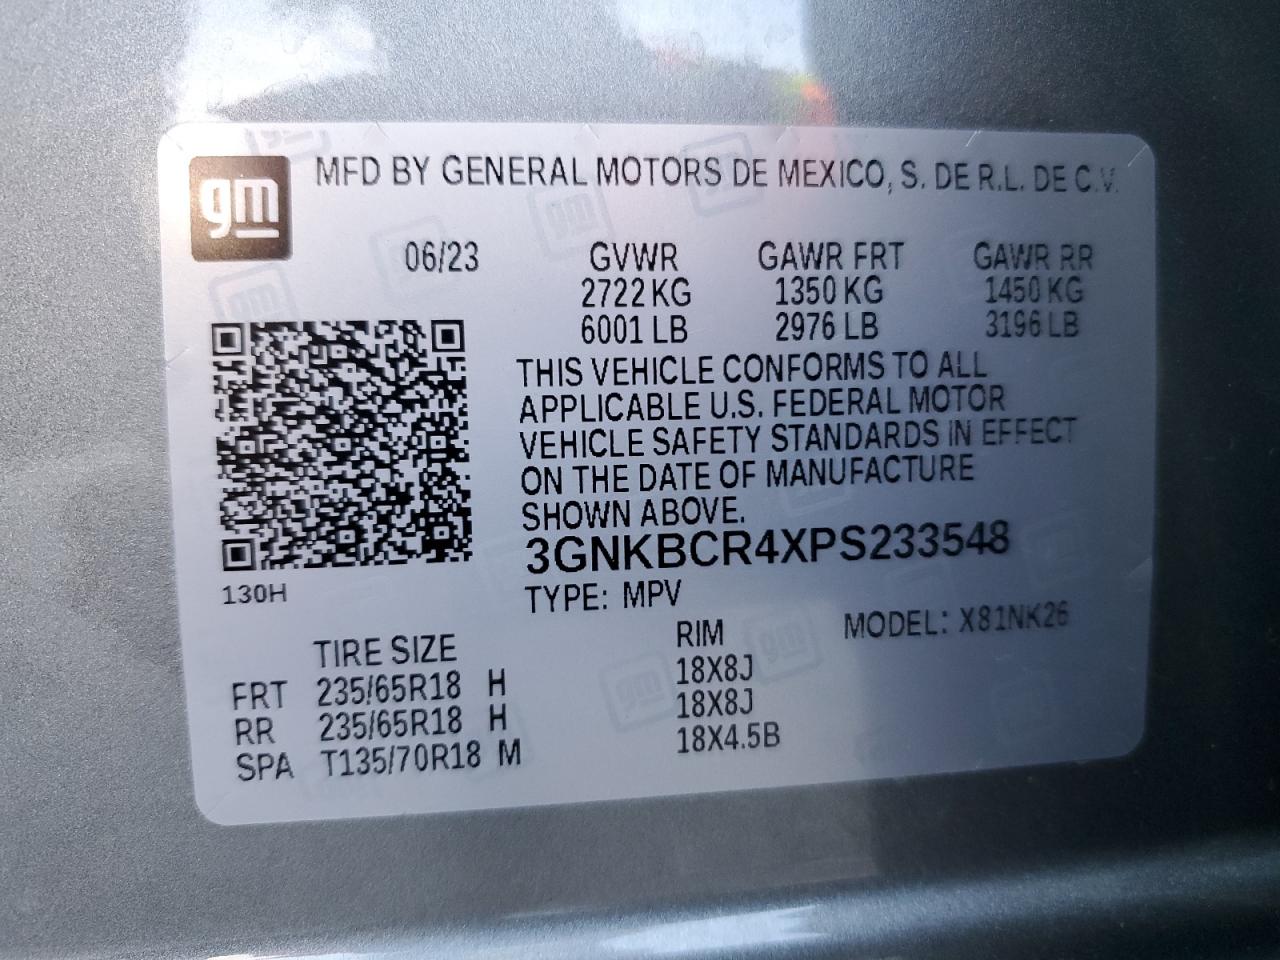 gm MFD BY GENERAL MOTORS DE MEXICO, S. DE R.L. DE C.V.
06/23 GVWR GAWR FRT GAWR RR
2722 KG 1350 KG 1450 KG
6001 LB 2976 LB 3196 LB
THIS VEHICLE CONFORMS TO ALL
APPLICABLE U.S. FEDERAL MOTOR
VEHICLE SAFETY STANDARDS IN EFFECT
ON THE DATE OF MANUFACTURE
SHOWN ABOVE.
3GNKBCR4XPS233548
130H TYPE: MPV
MODEL: X81NK26
TIRE SIZE RIM
FRT 235/65R18 H 18X8J
RR 235/65R18 H 18X8J
SPA T135/70R18 M 18X4.5B